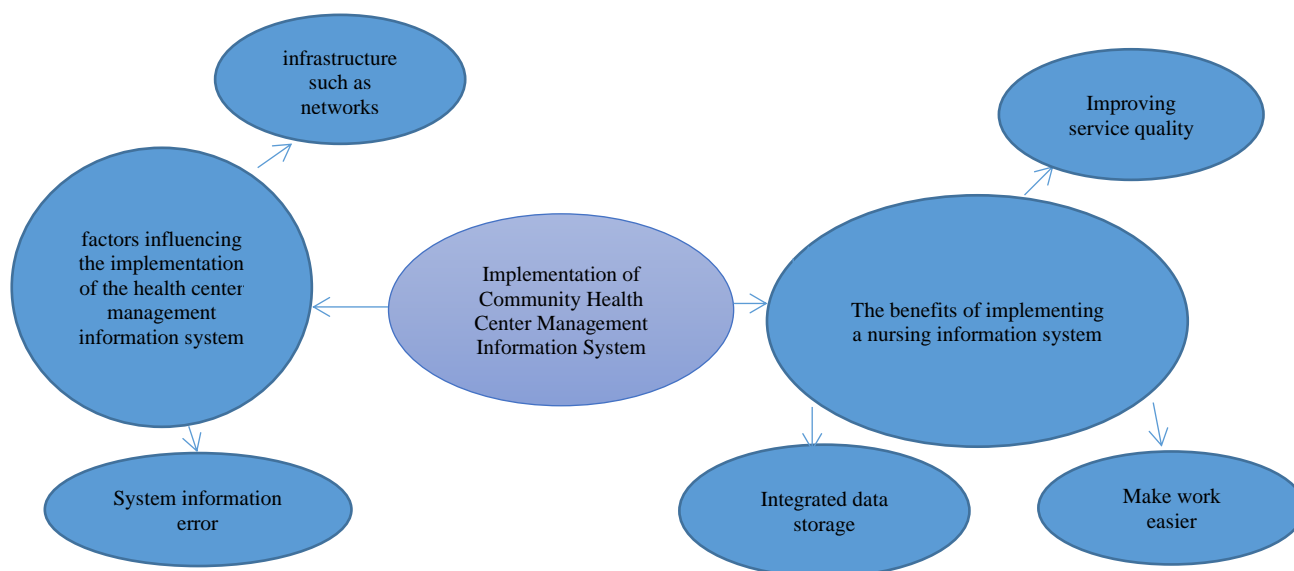 infrastructure
such as
networks
Improving
service quality
factors influencing
the implementation
of the health center
management
information system
Implementation of
Community Health
Center Management
Information System
The benefits of implementing
a nursing information system
System information
error
Integrated data
storage
Make work
easier